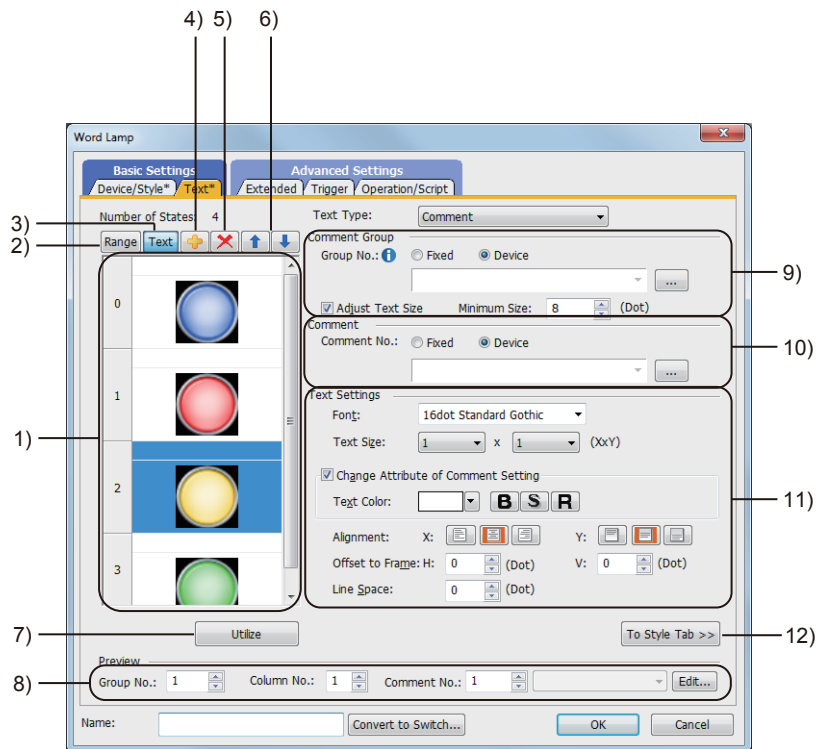 4) 5) 6)
Word Lamp
Basic Settings Advanced Settings
Device/Style* Text* Extended Trigger Operation/Script
3)
Number of States: 4 Text Type: Comment
2) Range Text
Comment Group
Group No.: Fixed Device
9)
...
0
Adjust Text Size Minimum Size: 8 (Dot)
Comment
Comment No.: Fixed Device
10)
...
1
Text Settings
Font: 16dot Standard Gothic
1)
Text Size: 1 x 1 (XxY)
Change Attribute of Comment Setting
2
Text Color: B S R
11)
Alignment: X: Y:
Offset to Frame: H: 0 (Dot) V: 0 (Dot)
3
Line Space: 0 (Dot)
7) Utilize To Style Tab >> 12)
Preview
8) Group No.: 1 Column No.: 1 Comment No.: 1 Edit...
Name: Convert to Switch... OK Cancel